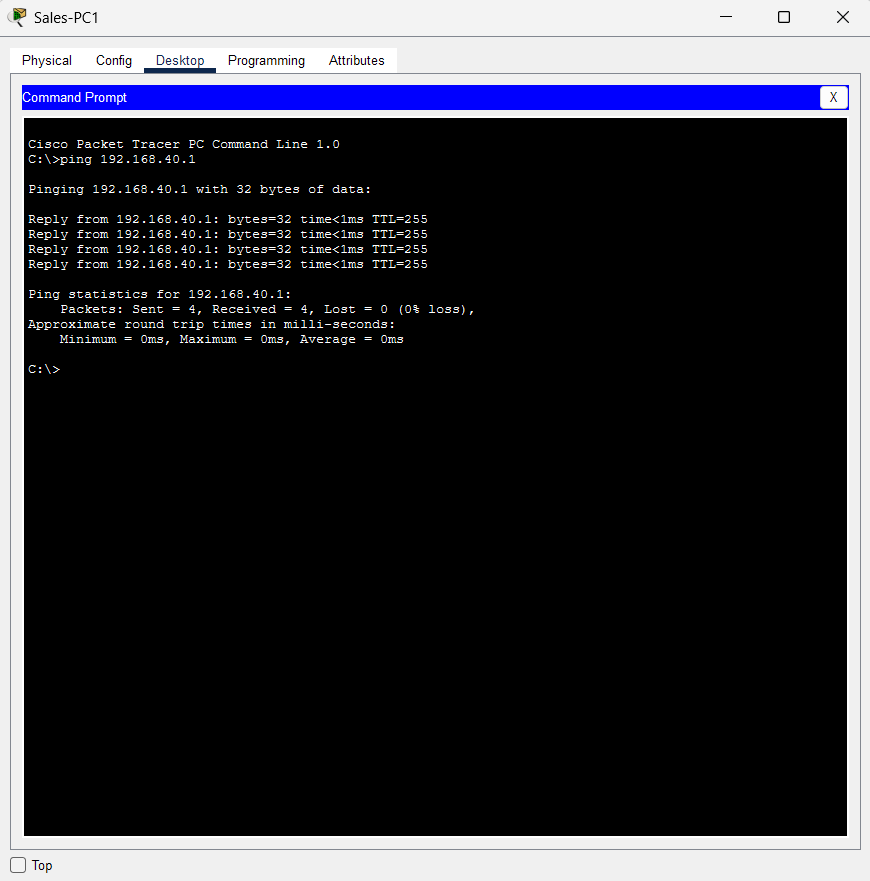 Sales-PC1
Physical Config Desktop Programming Attributes
Command Prompt X
Cisco Packet Tracer PC Command Line 1.0
C:\>ping 192.168.40.1
Pinging 192.168.40.1 with 32 bytes of data:
Reply from 192.168.40.1: bytes=32 time<1ms TTL=255
Reply from 192.168.40.1: bytes=32 time<1ms TTL=255
Reply from 192.168.40.1: bytes=32 time<1ms TTL=255
Reply from 192.168.40.1: bytes=32 time<1ms TTL=255
Ping statistics for 192.168.40.1:
    Packets: Sent = 4, Received = 4, Lost = 0 (0% loss),
Approximate round trip times in milli-seconds:
    Minimum = 0ms, Maximum = 0ms, Average = 0ms
C:\>
Top